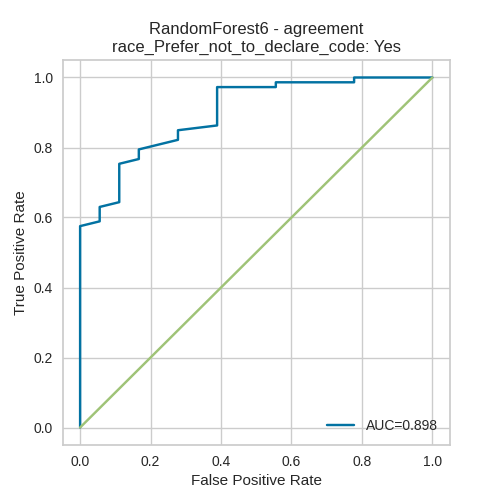 RandomForest6 - agreement
race_Prefer_not_to_declare_code: Yes
True Positive Rate
1.0
0.8
0.6
0.4
0.2
0.0
AUC=0.898
0.0 0.2 0.4 0.6 0.8 1.0
False Positive Rate